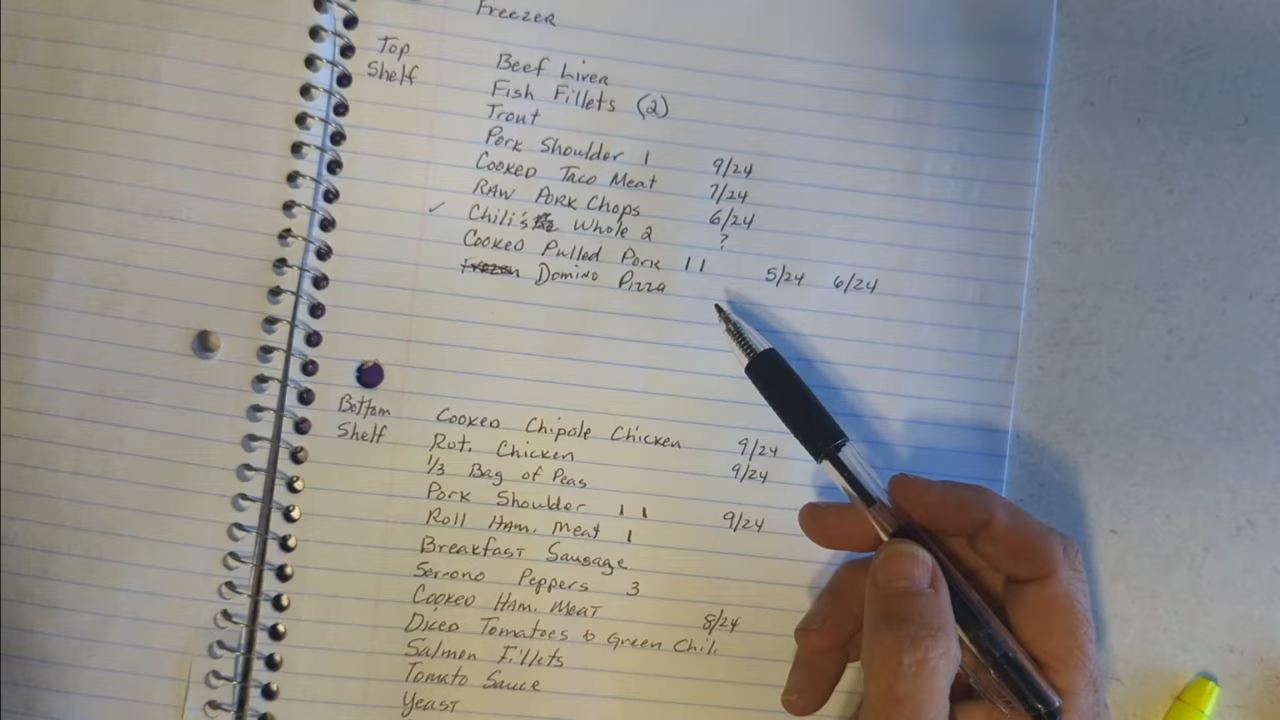 Freezer
Top
Shelf
Beef Liver
Fish Fillets (2)
Trout
Pork Shoulder 1 9/24
Cooked Taco Meat 7/24
Raw Pork Chops 6/24
✓ Chili's Whole 2 ?
Cooked Pulled Pork 11 5/24 6/24
Frozen Domino Pizza
Bottom
Shelf
Cooked Chipole Chicken 9/24
Rot. Chicken 9/24
1/3 Bag of Peas
Pork Shoulder 11 9/24
Roll Ham. Meat 1
Breakfast Sausage
Peppers 3
Cooked Ham. Meat 8/24
Diced Tomatoes & Green Chil.
Salmon Fillets
Tomato Sauce
Yeast